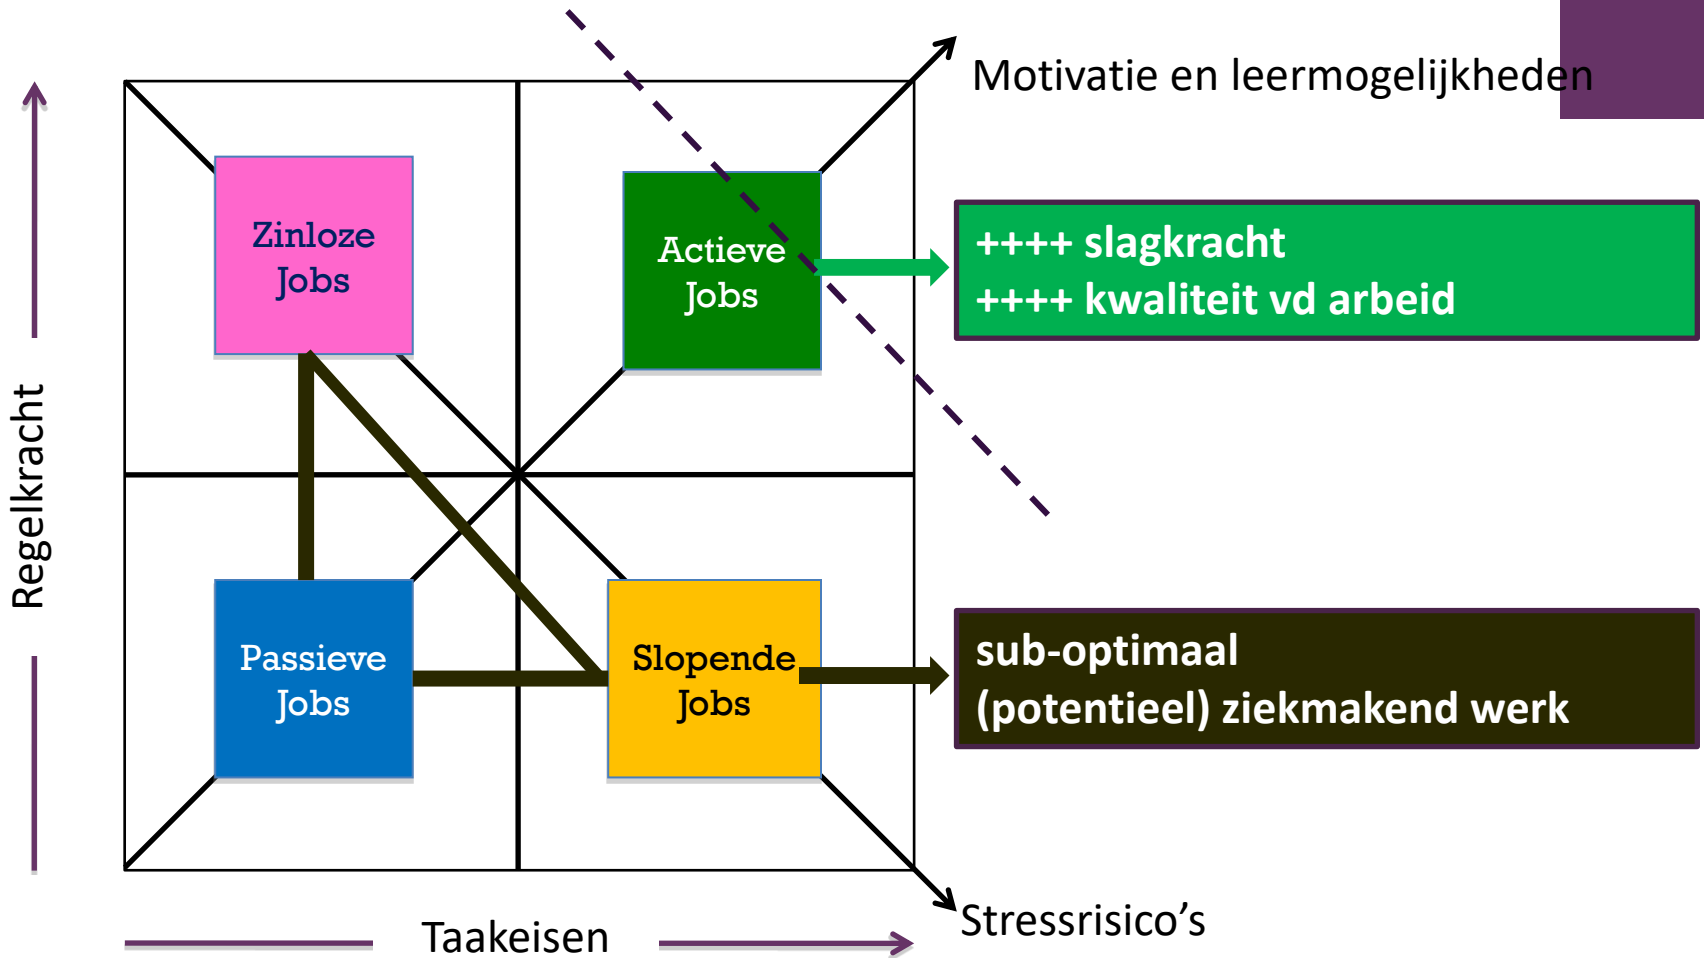 Motivatie en leermogelijkheden
Zinloze
Jobs
Actieve
Jobs
++++ slagkracht
++++ kwaliteit vd arbeid
Regelkracht
Passieve
Jobs
Slopende
Jobs
sub-optimaal
(potentieel) ziekmakend werk
Taakeisen
Stressrisico’s